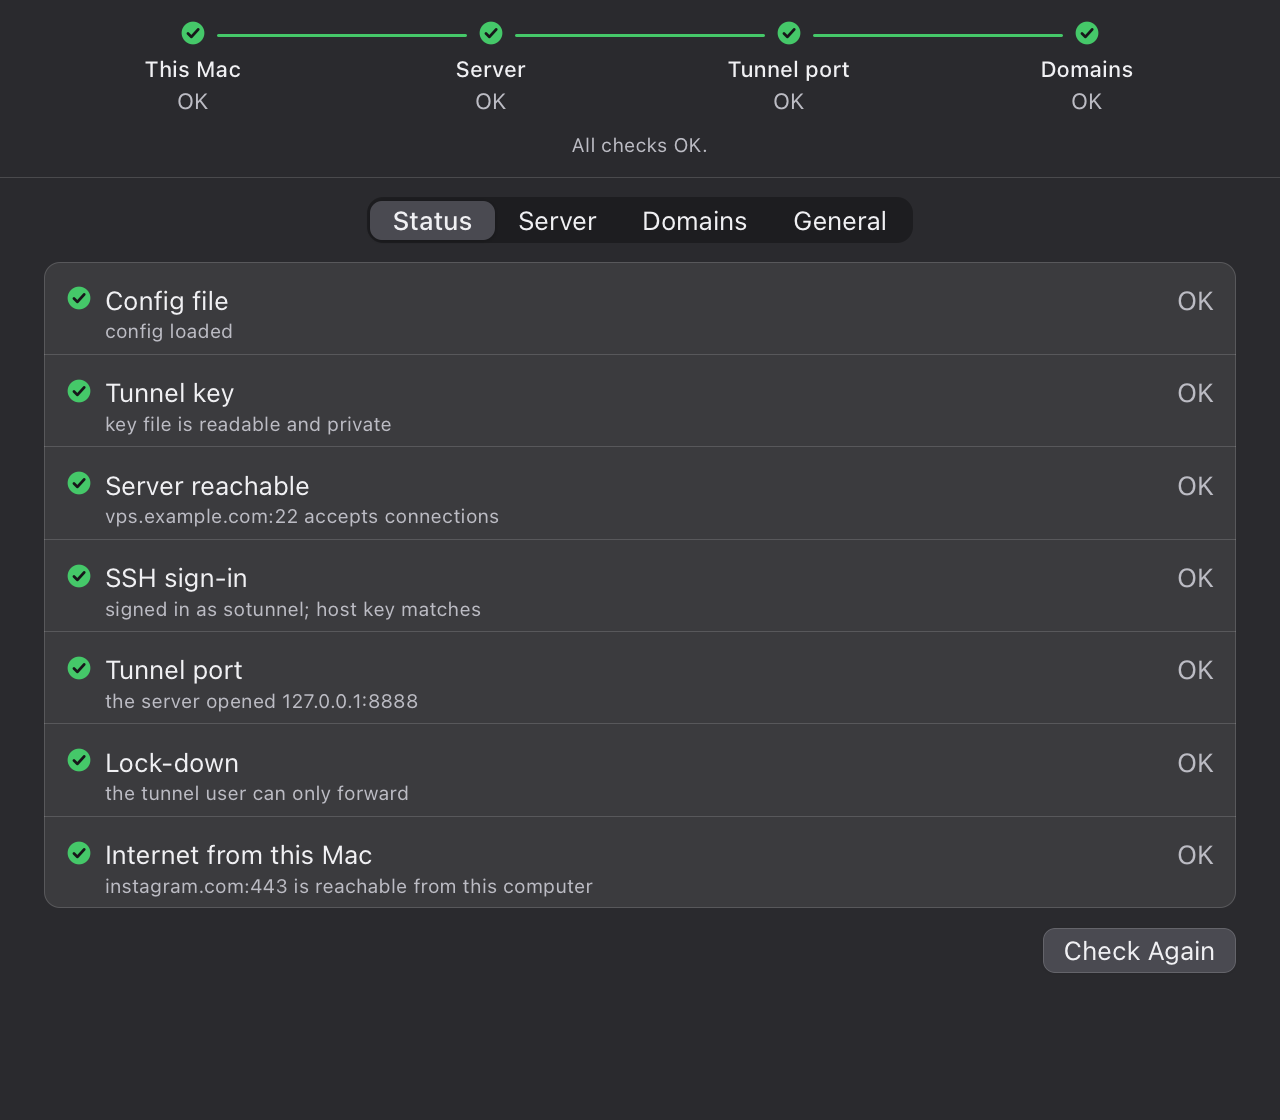 This Mac
Server
Tunnel port
Domains
OK
OK
OK
OK
All checks OK.
Status
Server
Domains
General
Config file
OK
config loaded
Tunnel key
OK
key file is readable and private
Server reachable
OK
vps.example.com:22 accepts connections
SSH sign-in
OK
signed in as sotunnel; host key matches
Tunnel port
OK
the server opened 127.0.0.1:8888
Lock-down
OK
the tunnel user can only forward
Internet from this Mac
OK
instagram.com:443 is reachable from this computer
Check Again